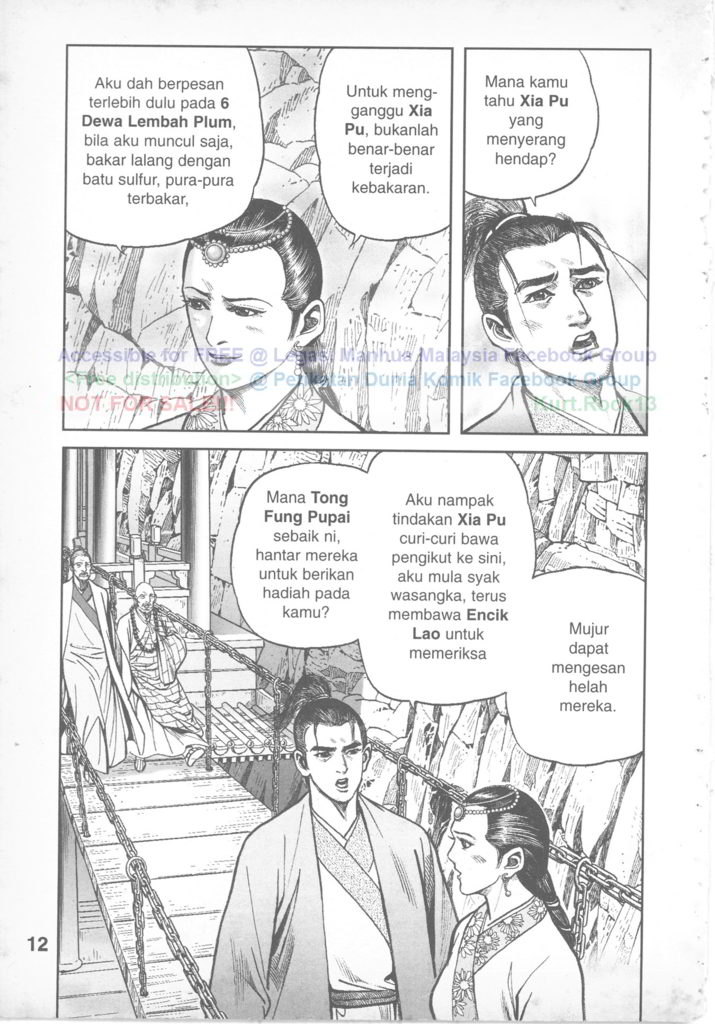 Aku dah berpesan
terlebih dulu pada 6
Dewa Lembah Plum,
bila aku muncul saja,
bakar lalang dengan
batu sulfur, pura-pura
terbakar,
Untuk meng-
ganggu Xia
Pu, bukanlah
benar-benar
terjadi
kebakaran.
Mana kamu
tahu Xia Pu
yang
menyerang
hendap?
Accessible for FREE @ Legasi Manhua Malaysia Facebook Group
<free distribution> @ Penjualan Dunia Komik Facebook Group
NOT FOR SALE!!!
Kurt.Rock13
Mana Tong
Fung Pupai
sebaik ni,
hantar mereka
untuk berikan
hadiah pada
kamu?
Aku nampak
tindakan Xia Pu
curi-curi bawa
pengikut ke sini,
aku mula syak
wasangka, terus
membawa Encik
Lao untuk
memeriksa
Mujur
dapat
mengesan
helah
mereka.
12